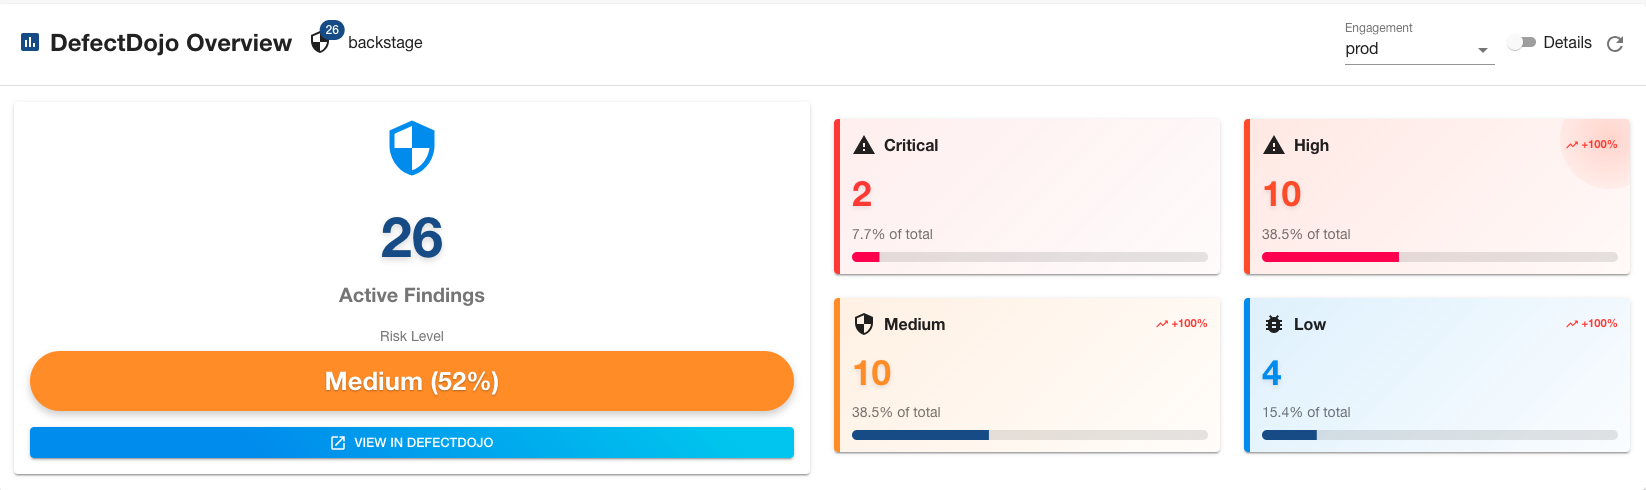 DefectDojo Overview
26
backstage
Engagement
prod
Details
26
Active Findings
Risk Level
Medium (52%)
VIEW IN DEFECTDOJO
Critical
2
7.7% of total
High
+100%
10
38.5% of total
Medium
+100%
10
38.5% of total
Low
+100%
4
15.4% of total